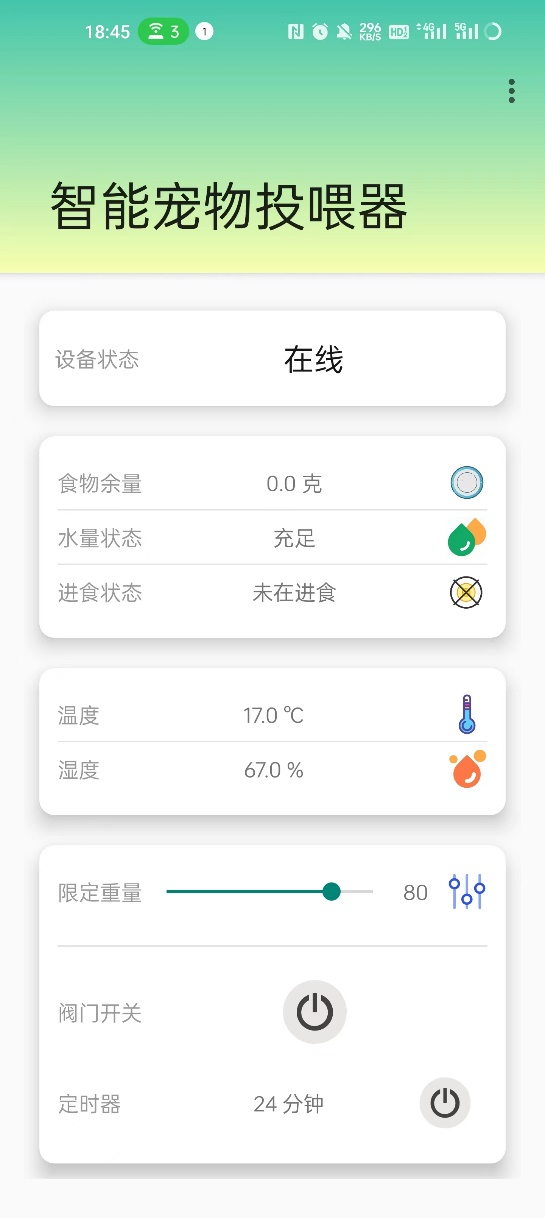 18:45 3 1 296 KB/S HD 4G 5G
智能宠物投喂器
设备状态 在线
食物余量 0.0 克
水量状态 充足
进食状态 未在进食
温度 17.0 ℃
湿度 67.0 %
限定重量 80
阀门开关
定时器 24 分钟